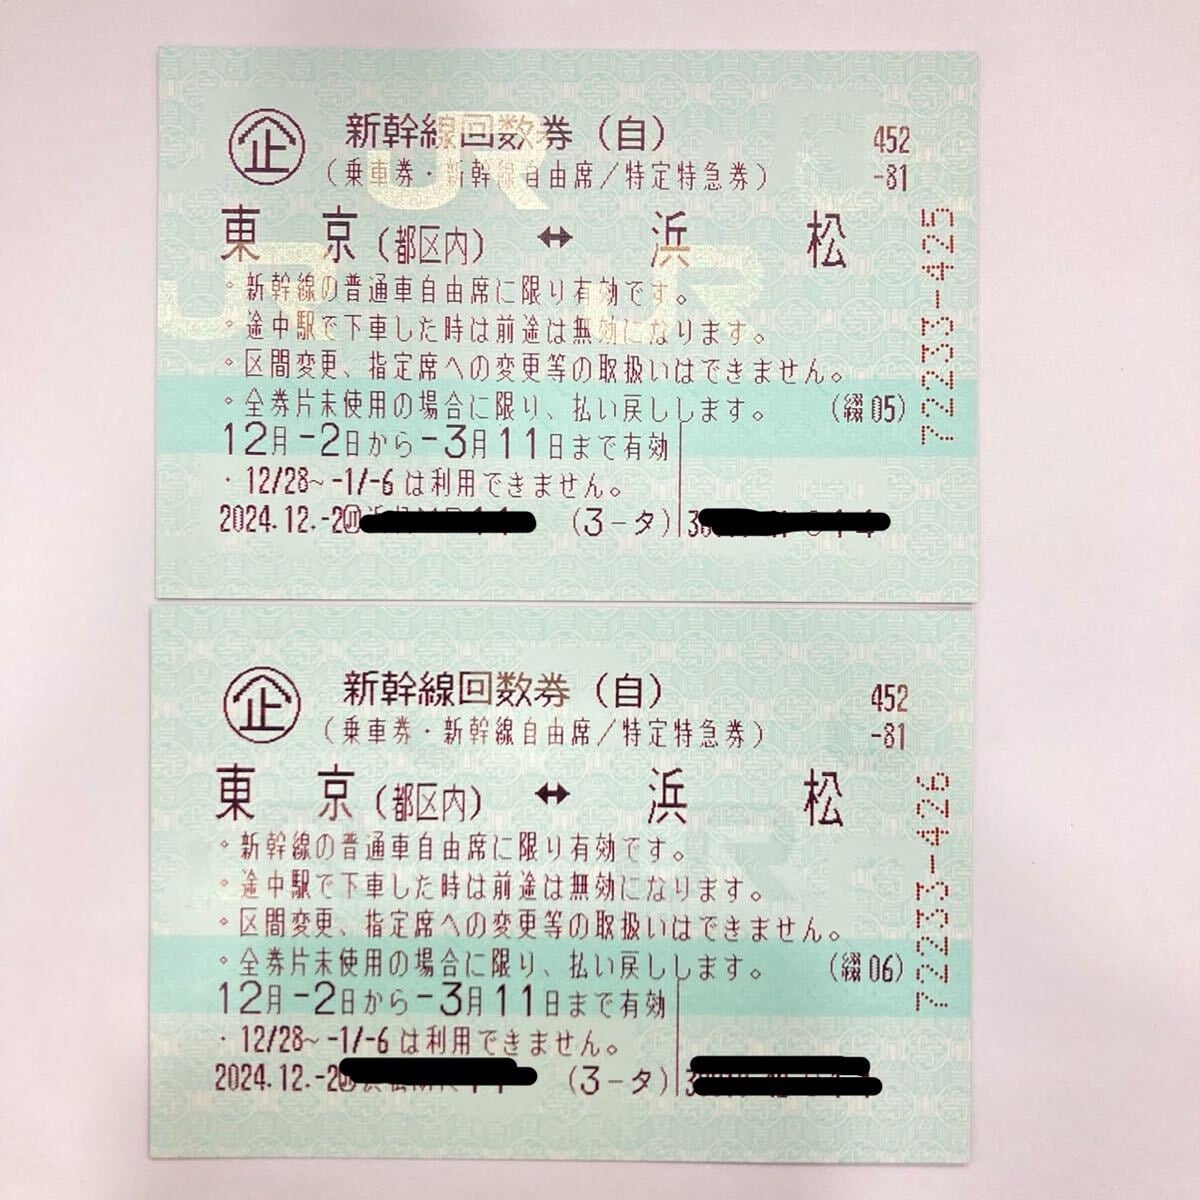 企 新幹線回数券（自） 452
（乗車券・新幹線自由席／特定特急券） -81
東 京（都区内） ↔ 浜 松
・新幹線の普通車自由席に限り有効です。
・途中駅で下車した時は前途は無効になります。
・区間変更、指定席への変更等の取扱いはできません。
・全券片未使用の場合に限り、払い戻しします。 （綴05）
12月-2日から-3月11日まで有効
・12/28～-1/-6は利用できません。
2024.12.-2 （3-タ）
72233-425
JR
JR
企 新幹線回数券（自） 452
（乗車券・新幹線自由席／特定特急券） -81
東 京（都区内） ↔ 浜 松
・新幹線の普通車自由席に限り有効です。
・途中駅で下車した時は前途は無効になります。
・区間変更、指定席への変更等の取扱いはできません。
・全券片未使用の場合に限り、払い戻しします。 （綴06）
12月-2日から-3月11日まで有効
・12/28～-1/-6は利用できません。
2024.12.-2 （3-タ）
72233-426